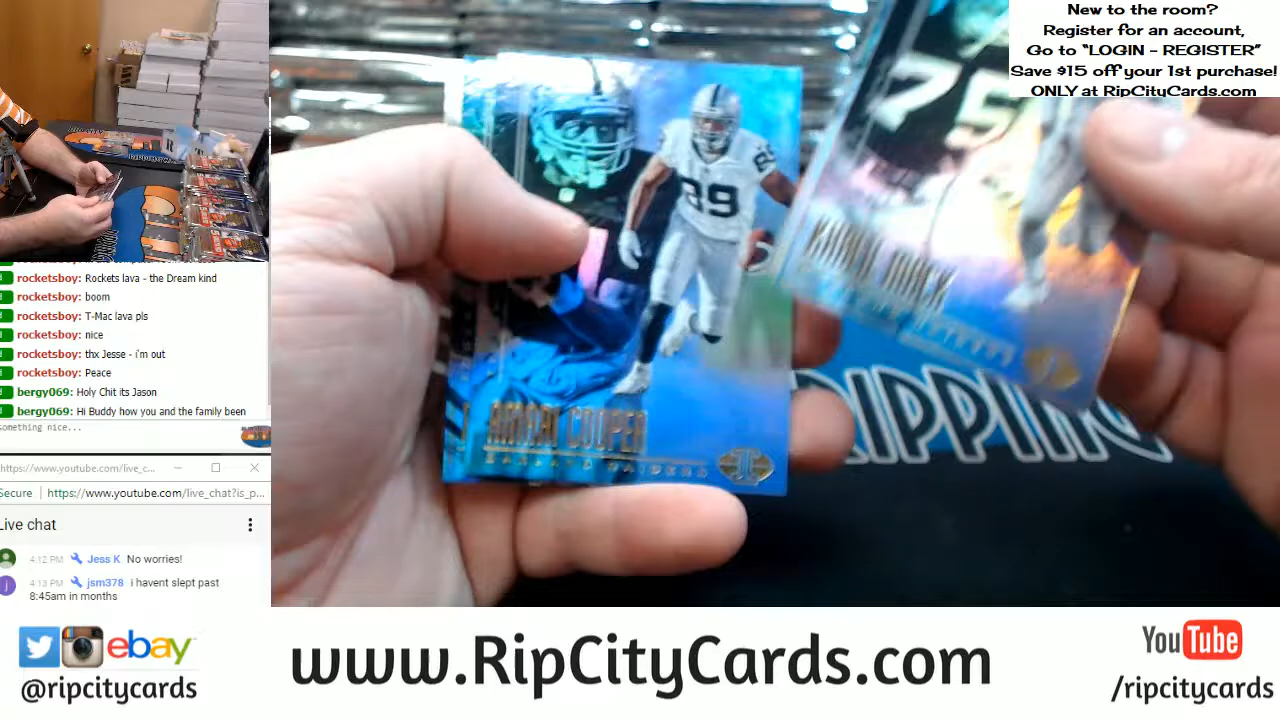 New to the room?
Register for an account,
Go to “LOGIN - REGISTER”
Save $15 off your 1st purchase!
ONLY at RipCityCards.com
75
89
89
AMARI COOPER
OAKLAND RAIDERS
RIPPING
rocketsboy: Rockets lava - the Dream kind
rocketsboy: boom
rocketsboy: T-Mac lava pls
rocketsboy: nice
rocketsboy: thx Jesse - i'm out
rocketsboy: Peace
bergy069: Holy Chit its Jason
bergy069: Hi Buddy how you and the family been
something nice...
https://www.youtube.com/live_c...
Secure https://www.youtube.com/live_chat?is_p...
Live chat
4:12 PM Jess K No worries!
j 4:13 PM jsm378 i havent slept past
8:45am in months
ebay
@ripcitycards
www.RipCityCards.com
YouTube
/ripcitycards